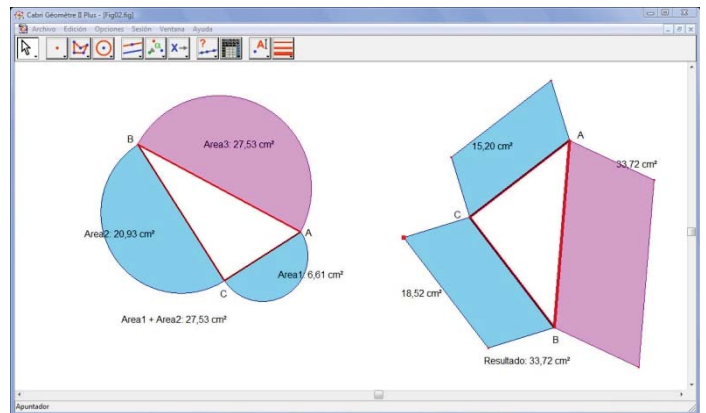 Cabri Géomètre II Plus - [Fig02.fig]
Archivo Edición Opciones Sesión Ventana Ayuda
B
Area3: 27,53 cm²
Area2: 20,93 cm²
A
Area1: 6,61 cm²
C
Area1 + Area2: 27,53 cm²
A
15,20 cm²
33,72 cm²
C
18,52 cm²
B
Resultado: 33,72 cm²
Apuntador